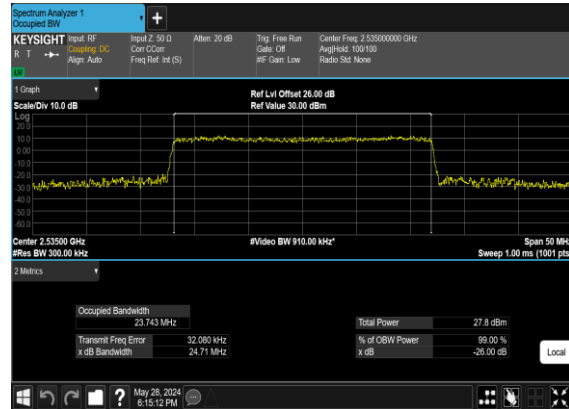 Spectrum Analyzer 1
Occupied BW
+
KEYSIGHT Input: RF Input Z: 50 Ω Atten: 20 dB Trig: Free Run Center Freq: 2.535000000 GHz
R T Coupling: DC Corr CCorr Gate: Off Avg|Hold: 100/100
Align: Auto Freq Ref: Int (S) #IF Gain: Low Radio Std: None
LW
1 Graph
Ref Lvl Offset 26.00 dB
Scale/Div 10.0 dB Ref Value 30.00 dBm
Log
20.0
10.0
0.00
-10.0
-20.0
-30.0
-40.0
-50.0
-60.0
Center 2.53500 GHz #Video BW 910.00 kHz* Span 50 MHz
#Res BW 300.00 kHz Sweep 1.00 ms (1001 pts)
2 Metrics
Occupied Bandwidth
23.743 MHz Total Power 27.8 dBm
Transmit Freq Error 32.080 kHz % of OBW Power 99.00 %
x dB Bandwidth 24.71 MHz x dB -26.00 dB
Local
? May 28, 2024
6:15:12 PM